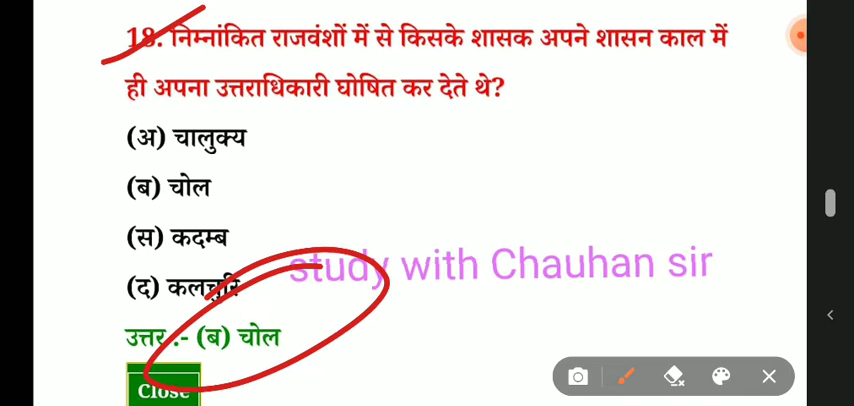 18. निम्नांकित राजवंशों में से किसके शासक अपने शासन काल में
ही अपना उत्तराधिकारी घोषित कर देते थे?
(अ) चालुक्य
(ब) चोल
(स) कदम्ब
study with Chauhan sir
(द) कलचुरि
उत्तर :- (ब) चोल
Close